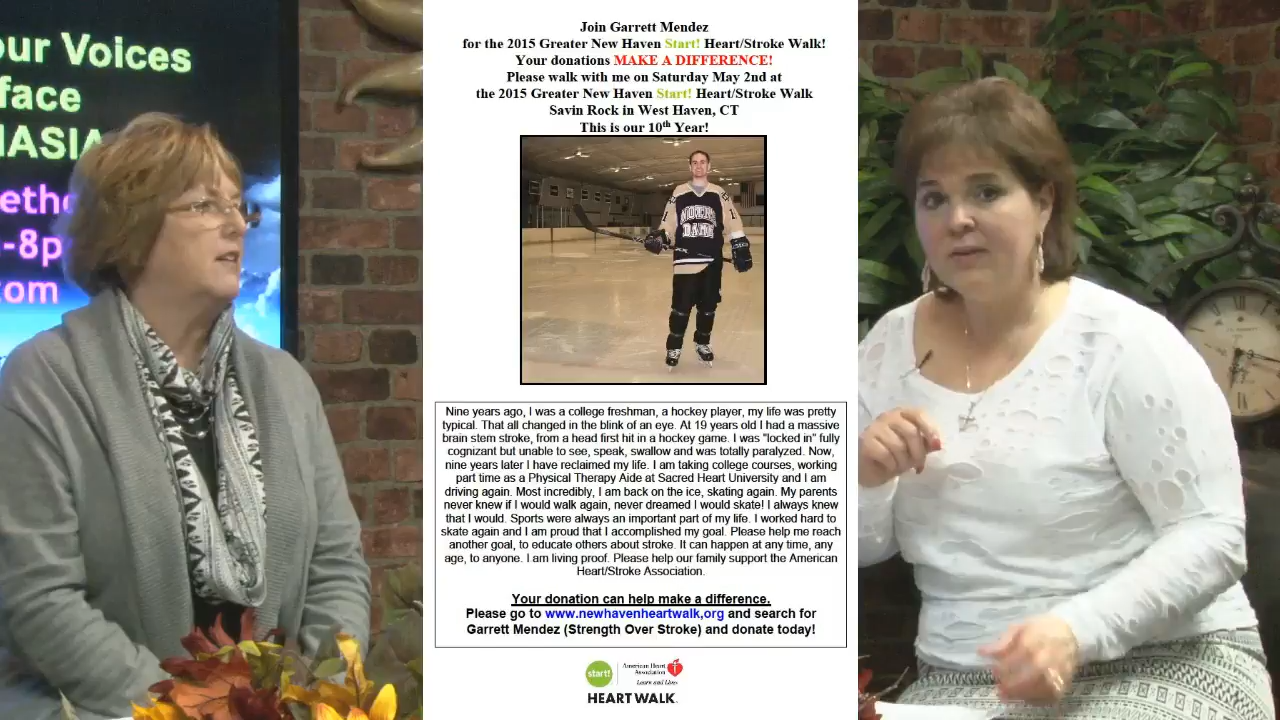 our Voices
face
HASIA
-8p
com
Join Garrett Mendez
for the 2015 Greater New Haven Start! Heart/Stroke Walk!
Your donations MAKE A DIFFERENCE!
Please walk with me on Saturday May 2nd at
the 2015 Greater New Haven Start! Heart/Stroke Walk
Savin Rock in West Haven, CT
This is our 10th Year!
NOTRE
DAME
Nine years ago, I was a college freshman, a hockey player, my life was pretty
typical. That all changed in the blink of an eye. At 19 years old I had a massive
brain stem stroke, from a head first hit in a hockey game. I was "locked in" fully
cognizant but unable to see, speak, swallow and was totally paralyzed. Now,
nine years later I have reclaimed my life. I am taking college courses, working
part time as a Physical Therapy Aide at Sacred Heart University and I am
driving again. Most incredibly, I am back on the ice, skating again. My parents
never knew if I would walk again, never dreamed I would skate! I always knew
that I would. Sports were always an important part of my life. I worked hard to
skate again and I am proud that I accomplished my goal. Please help me reach
another goal, to educate others about stroke. It can happen at any time, any
age, to anyone. I am living proof. Please help our family support the American
Heart/Stroke Association.
Your donation can help make a difference.
Please go to www.newhavenheartwalk,org and search for
Garrett Mendez (Strength Over Stroke) and donate today!
start!
American Heart
Association
Learn and Live
HEART WALK